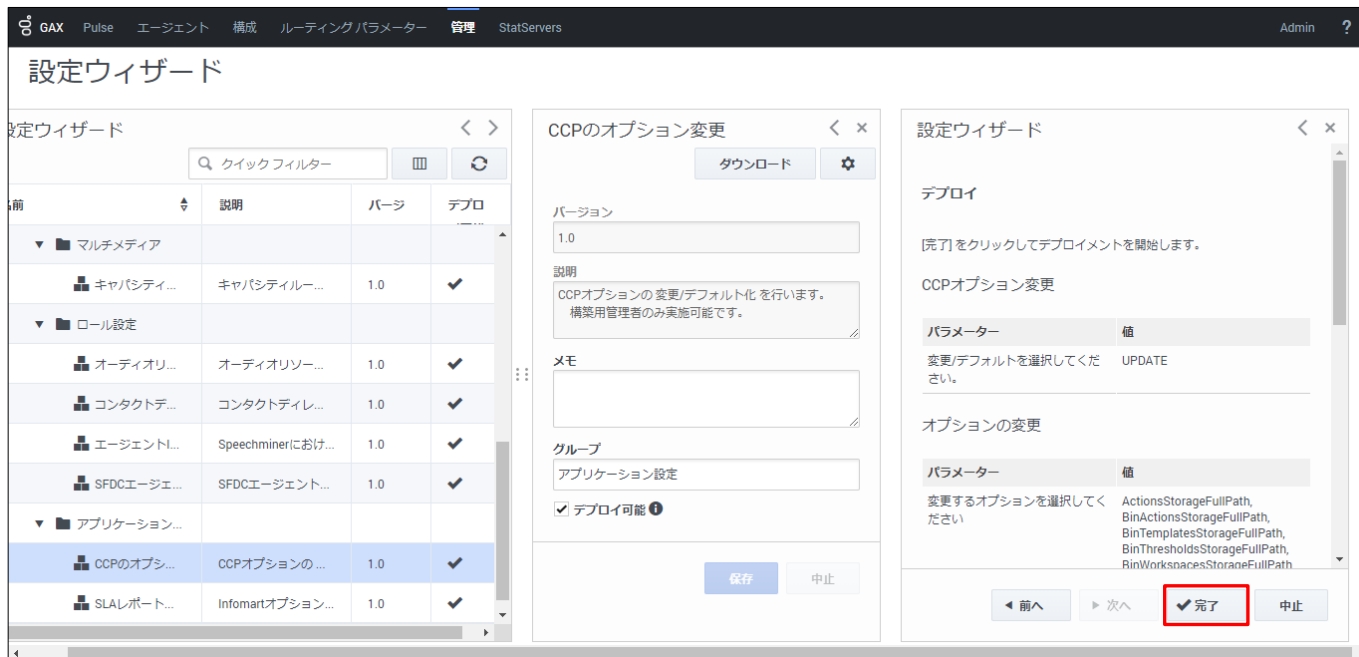 GAX Pulse エージェント 構成 ルーティング パラメーター 管理 StatServers Admin ?
設定ウィザード
設定ウィザード
クイック フィルター
名前 説明 バージ デプロ
マルチメディア
キャパシティ... キャパシティルー... 1.0
ロール設定
オーディオリ... オーディオリソー... 1.0
コンタクトデ... コンタクトディレ... 1.0
エージェントI... Speechminerにおけ... 1.0
SFDCエージェ... SFDCエージェント... 1.0
アプリケーション...
CCPのオプシ... CCPオプションの ... 1.0
SLAレポート... Infomartオプション... 1.0
CCPのオプション変更
ダウンロード
バージョン
1.0
説明
CCPオプションの 変更/デフォルト化 を行います。
構築用管理者のみ実施可能です。
メモ
グループ
アプリケーション設定
デプロイ可能
保存 中止
設定ウィザード
デプロイ
[完了] をクリックしてデプロイメントを開始します。
CCPオプション変更
パラメーター 値
変更/デフォルトを選択してくだ UPDATE
さい。
オプションの変更
パラメーター 値
変更するオプションを選択してく ActionsStorageFullPath,
ださい BinActionsStorageFullPath,
BinTemplatesStorageFullPath,
BinThresholdsStorageFullPath,
BinWorkspacesStorageFullPath
前へ 次へ 完了 中止